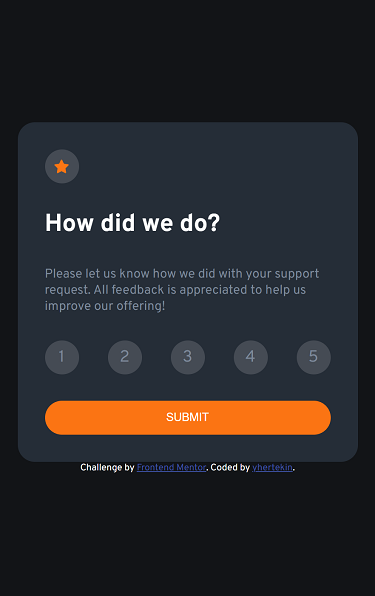 How did we do?
Please let us know how we did with your support
request. All feedback is appreciated to help us
improve our offering!
1 2 3 4 5
SUBMIT
Challenge by Frontend Mentor. Coded by yhertekin.